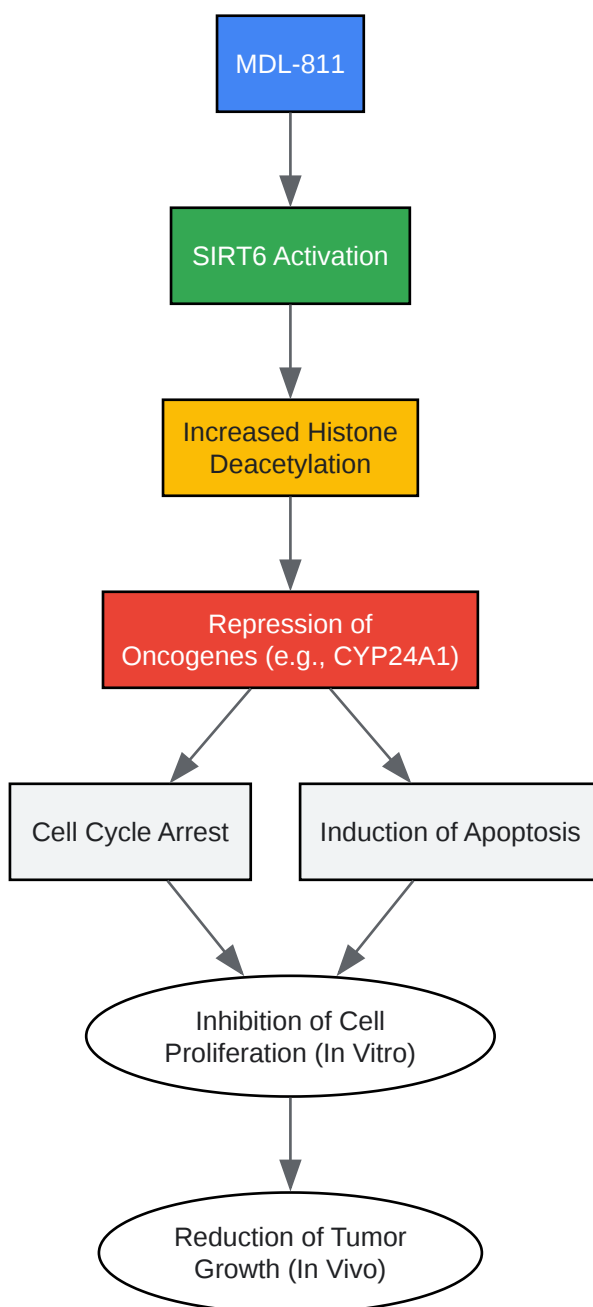 MDL-811
SIRT6 Activation
Increased Histone
Deacetylation
Repression of
Oncogenes (e.g., CYP24A1)
Cell Cycle Arrest
Induction of Apoptosis
Inhibition of Cell
Proliferation (In Vitro)
Reduction of Tumor
Growth (In Vivo)